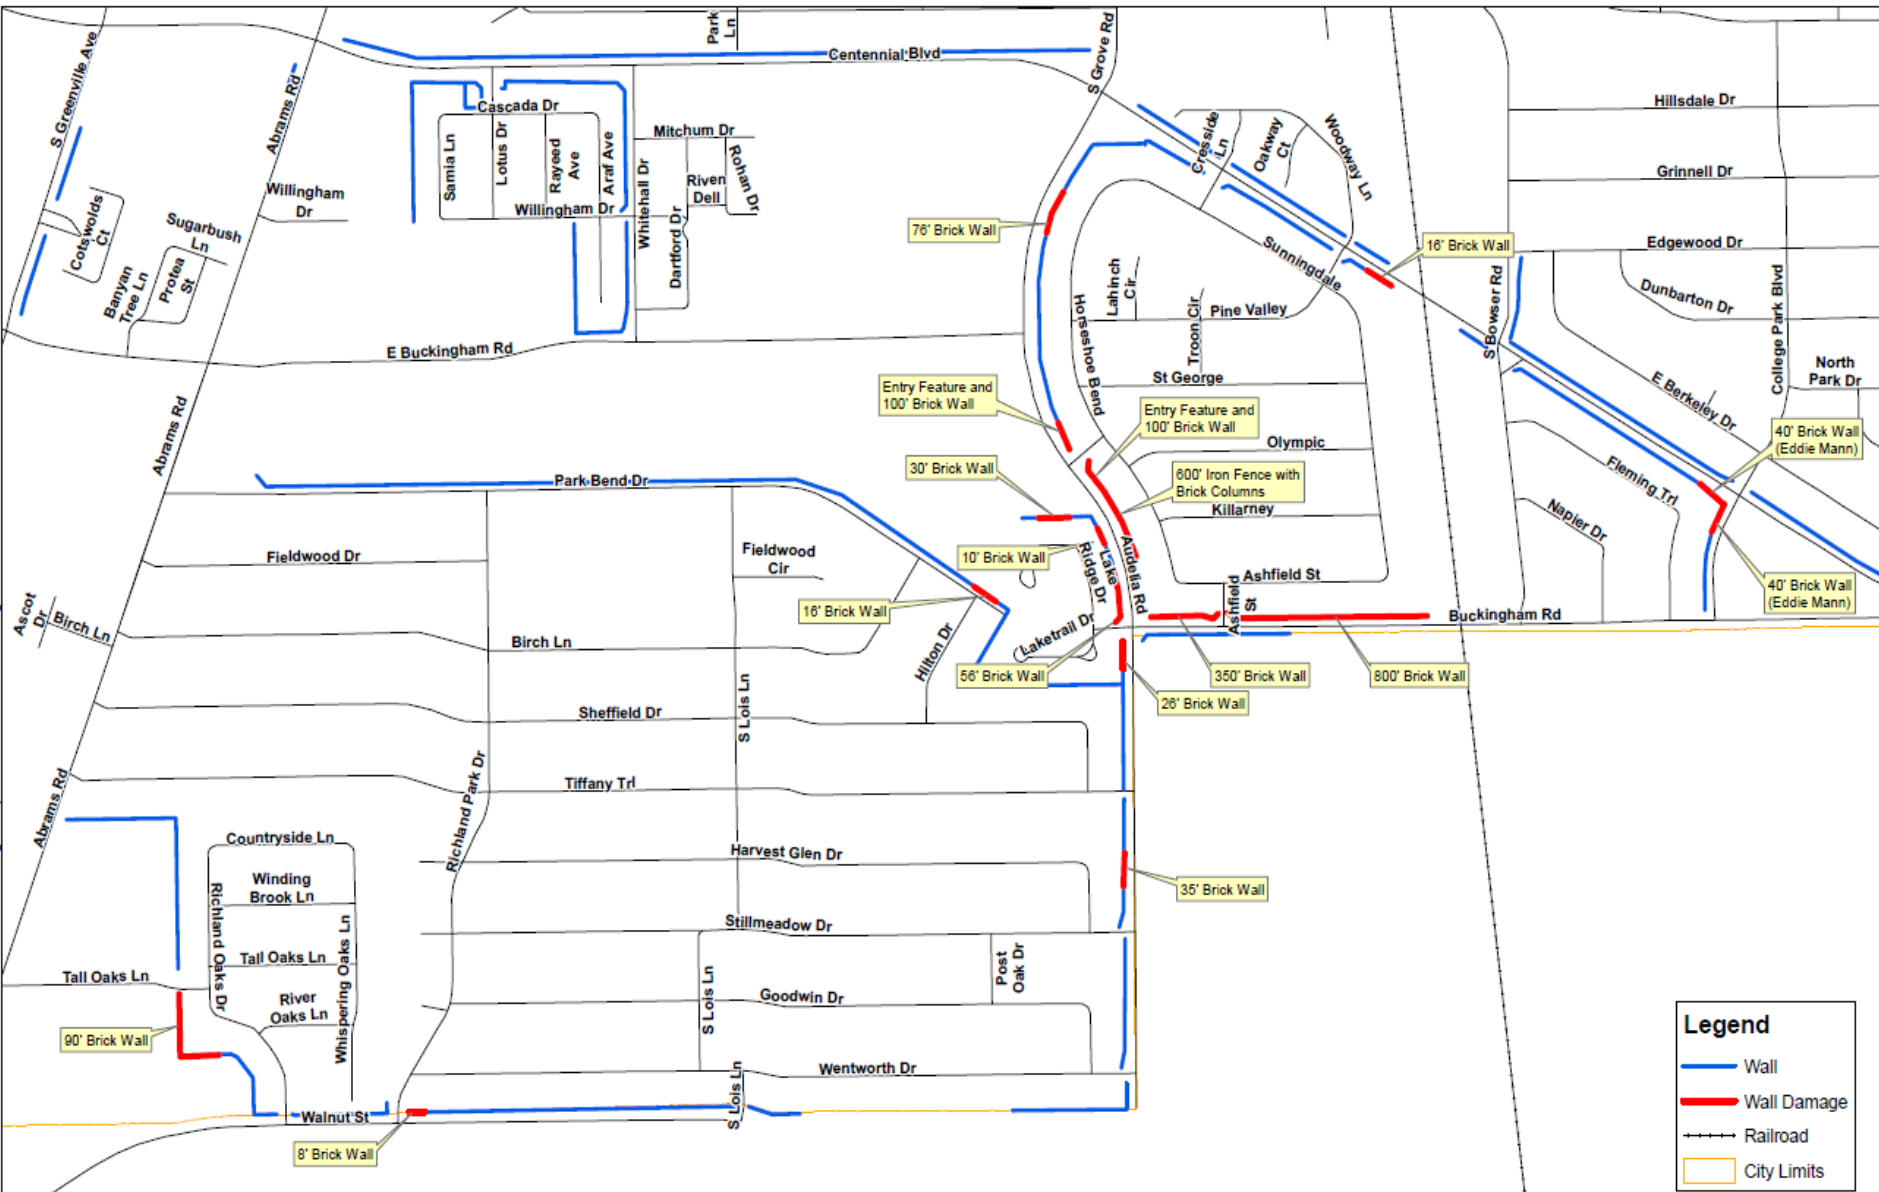 Park
Ln
S Grove Rd
Centennial Blvd
S Greenville Ave
Abrams Rd
Cascada Dr
Samia Ln
Lotus Dr
Rayeed
Ave
Araf Ave
Mitchum Dr
Whitehall Dr
Riven
Dell
Rohan Dr
Dartford Dr
Willingham Dr
Willingham
Dr
Cotswolds
Ct
Sugarbush
Ln
Banyan
Tree Ln
Protea
St
E Buckingham Rd
Abrams Rd
Cresside
Ln
Oakway
Ct
Woodway Ln
Hillsdale Dr
Grinnell Dr
Edgewood Dr
Dunbarton Dr
College Park Blvd
North
Park Dr
S Bowser Rd
E Berkeley Dr
76' Brick Wall
16' Brick Wall
Sunningdale
Lahinch
Cir
Troon Cir
Pine Valley
Horseshoe Bend
St George
Entry Feature and
100' Brick Wall
Entry Feature and
100' Brick Wall
Olympic
600' Iron Fence with
Brick Columns
Killarney
40' Brick Wall
(Eddie Mann)
Fleming Trl
Napier Dr
40' Brick Wall
(Eddie Mann)
30' Brick Wall
10' Brick Wall
Lake
Ridge Dr
Audelia Rd
Ashfield St
Ashfield
St
Buckingham Rd
Park Bend Dr
Fieldwood Dr
Fieldwood
Cir
16' Brick Wall
Laketrail Dr
Hilton Dr
56' Brick Wall
350' Brick Wall
800' Brick Wall
26' Brick Wall
Ascot
Dr
Birch Ln
Birch Ln
S Lois Ln
Sheffield Dr
Tiffany Trl
Richland Park Dr
Abrams Rd
Harvest Glen Dr
35' Brick Wall
Countryside Ln
Winding
Brook Ln
Richland Oaks Dr
Whispering Oaks Ln
Tall Oaks Ln
Tall Oaks Ln
River
Oaks Ln
Stillmeadow Dr
S Lois Ln
Post
Oak Dr
Goodwin Dr
90' Brick Wall
Wentworth Dr
S Lois Ln
Walnut St
8' Brick Wall
Legend
Wall
Wall Damage
Railroad
City Limits